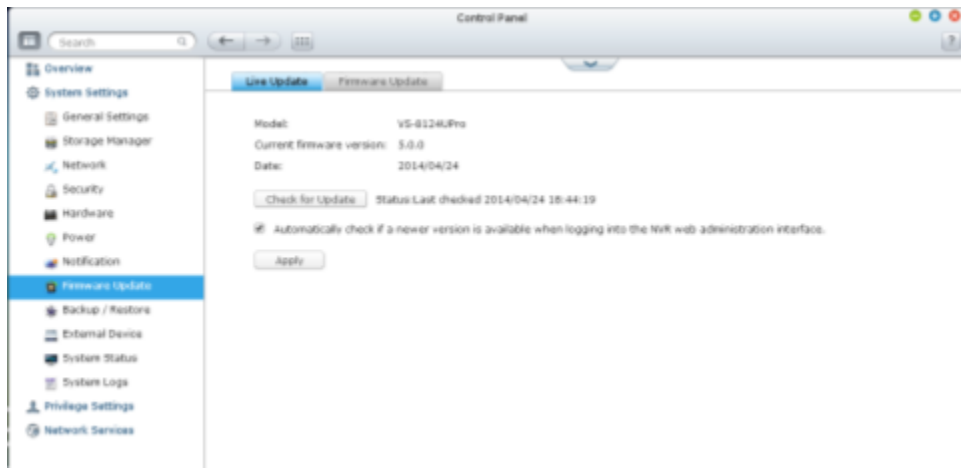 Control Panel
Search
?
Overview
System Settings
General Settings
Storage Manager
Network
Security
Hardware
Power
Notification
Firmware Update
Backup / Restore
External Device
System Status
System Logs
Privilege Settings
Network Services
Live Update
Firmware Update
Model: VS-8124UPro
Current firmware version: 5.0.0
Date: 2014/04/24
Check for Update Status:Last checked 2014/04/24 18:44:19
Automatically check if a newer version is available when logging into the NVR web administration interface.
Apply